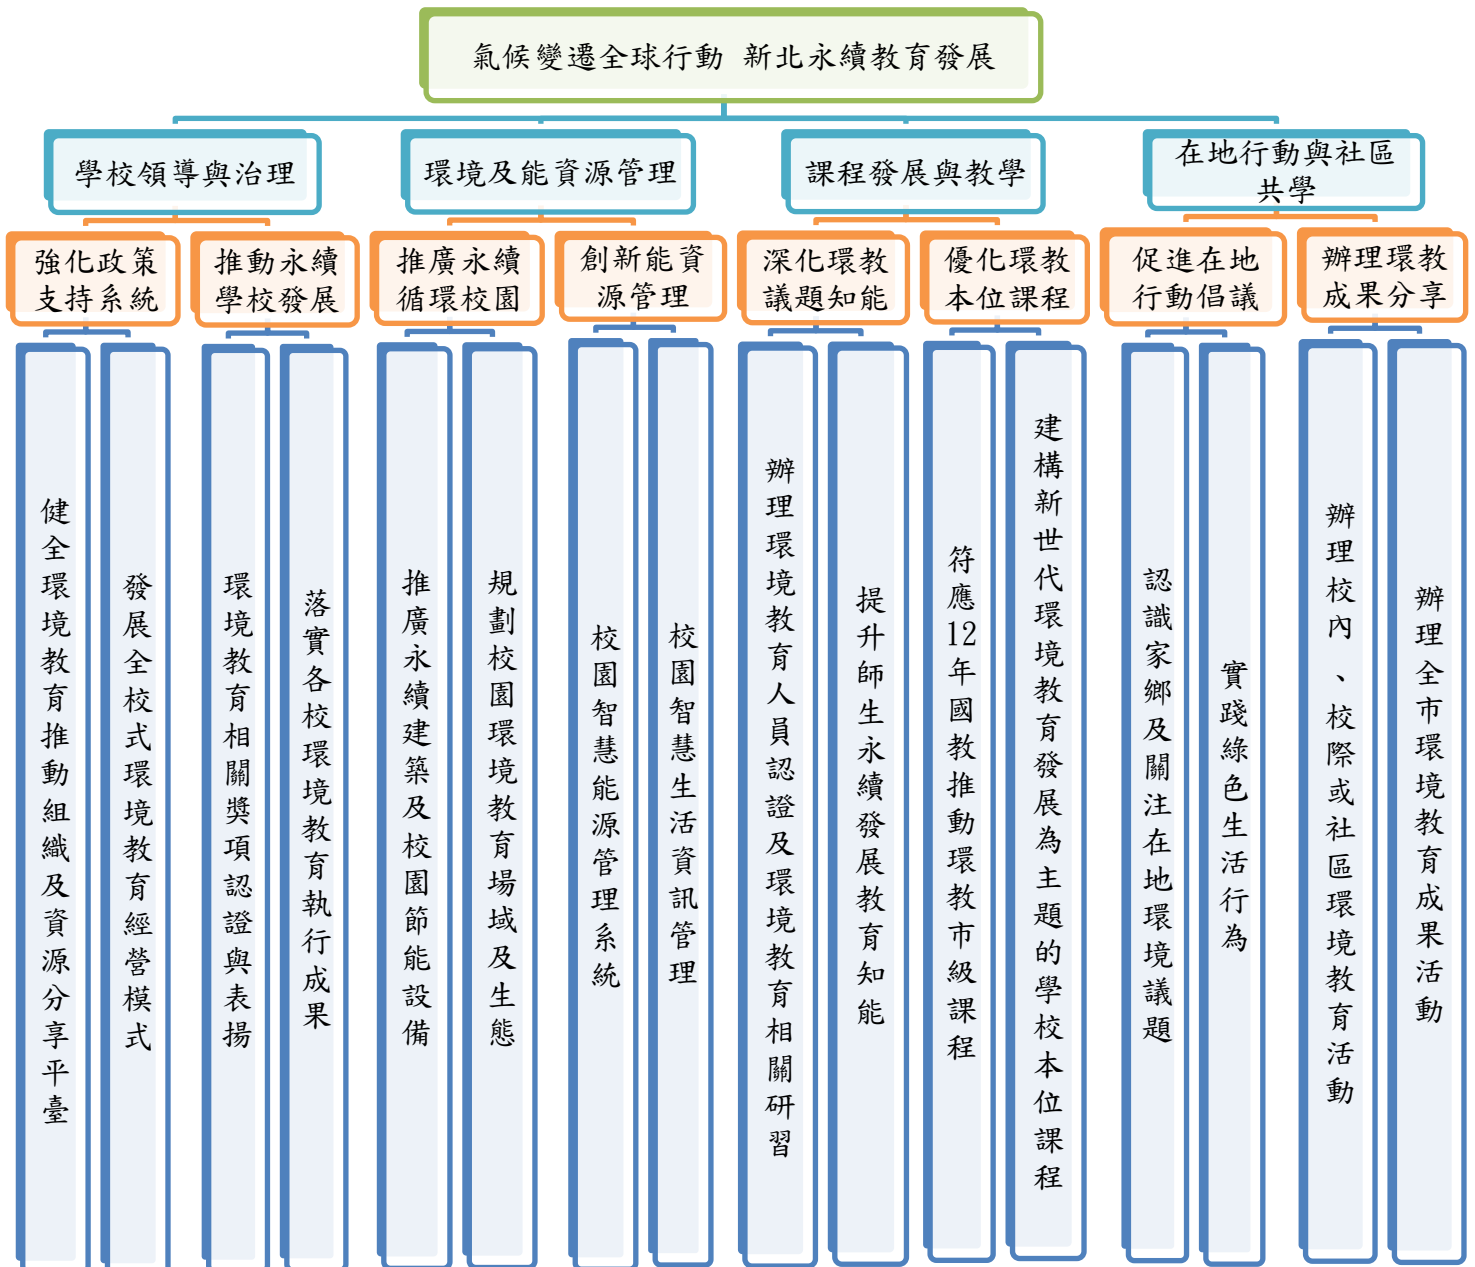 氣候變遷全球行動 新北永續教育發展
學校領導與治理
環境及能資源管理
課程發展與教學
在地行動與社區
共學
強化政策
支持系統
推動永續
學校發展
推廣永續
循環校園
創新能資
源管理
深化環教
議題知能
優化環教
本位課程
促進在地
行動倡議
辦理環教
成果分享
健全環境教育推動組織及資源分享平臺
發展全校式環境教育經營模式
環境教育相關獎項認證與表揚
落實各校環境教育執行成果
推廣永續建築及校園節能設備
規劃校園環境教育場域及生態
校園智慧能源管理系統
校園智慧生活資訊管理
辦理環境教育人員認證及環境教育相關研習
提升師生永續發展教育知能
符應12年國教推動環教市級課程
建構新世代環境教育發展為主題的學校本位課程
認識家鄉及關注在地環境議題
實踐綠色生活行為
辦理校內、校際或社區環境教育活動
辦理全市環境教育成果活動